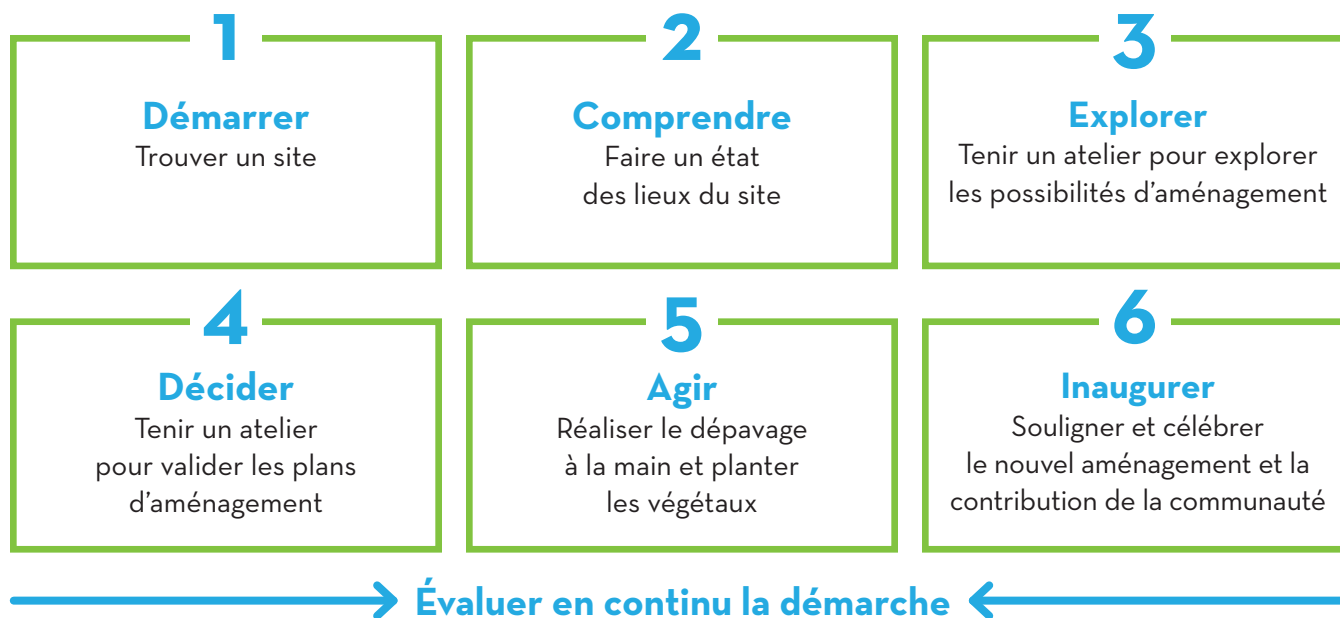 1
Démarrer
Trouver un site
2
Comprendre
Faire un état
des lieux du site
3
Explorer
Tenir un atelier pour explorer
les possibilités d’aménagement
4
Décider
Tenir un atelier
pour valider les plans
d’aménagement
5
Agir
Réaliser le dépavage
à la main et planter
les végétaux
6
Inaugurer
Souligner et célébrer
le nouvel aménagement et la
contribution de la communauté
Évaluer en continu la démarche